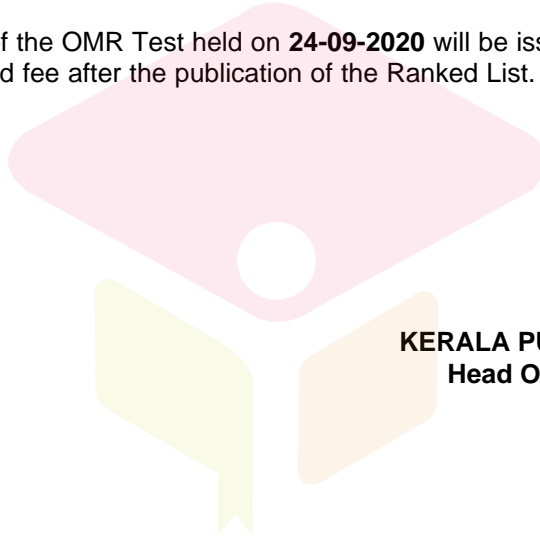 f the OMR Test held on 24-09-2020 will be iss
d fee after the publication of the Ranked List.
KERALA PU
Head O